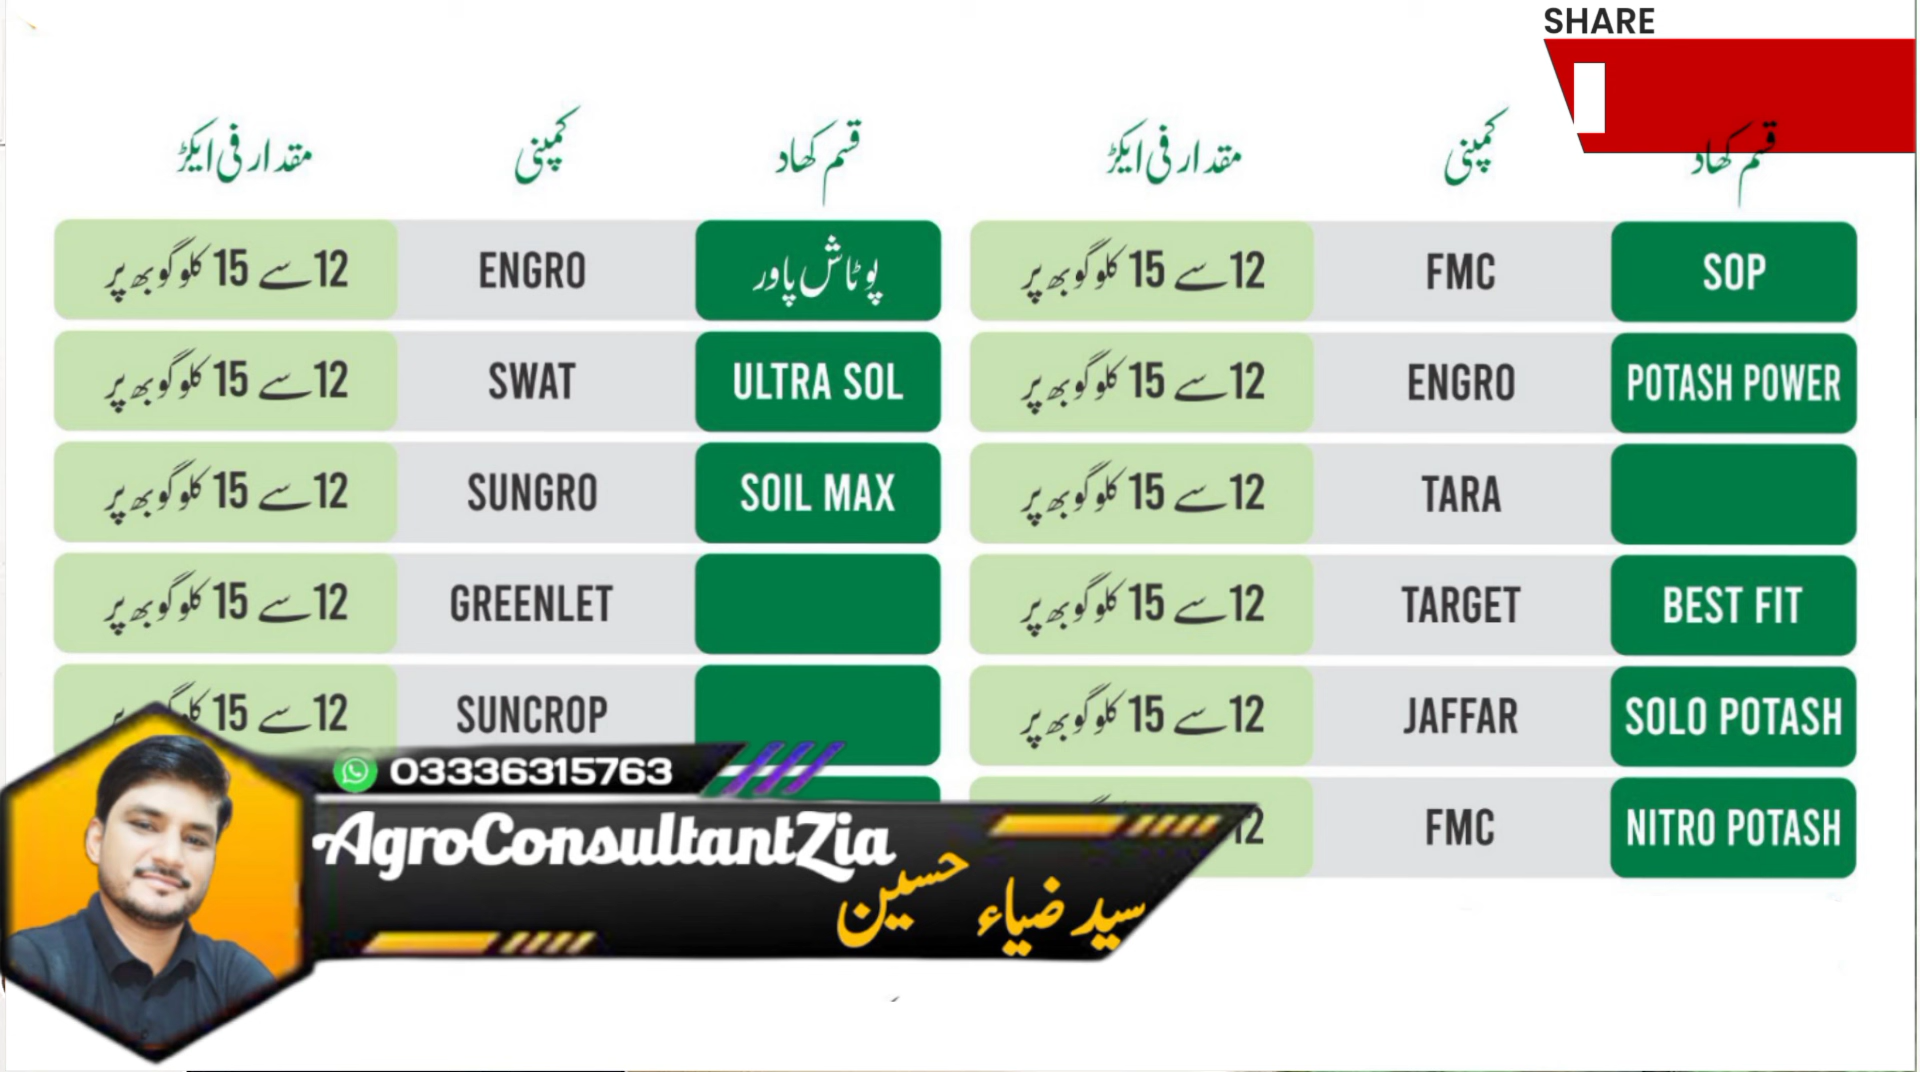 SHARE
قسم کھاد کمپنی مقدار فی ایکڑ قسم کھاد کمپنی مقدار فی ایکڑ
SOP FMC 12 سے 15 کلو گوبھ پر پوٹاش پاور ENGRO 12 سے 15 کلو گوبھ پر
POTASH POWER ENGRO 12 سے 15 کلو گوبھ پر ULTRA SOL SWAT 12 سے 15 کلو گوبھ پر
TARA 12 سے 15 کلو گوبھ پر SOIL MAX SUNGRO 12 سے 15 کلو گوبھ پر
BEST FIT TARGET 12 سے 15 کلو گوبھ پر GREENLET 12 سے 15 کلو گوبھ پر
SOLO POTASH JAFFAR 12 سے 15 کلو گوبھ پر SUNCROP 12 سے 15
NITRO POTASH FMC 12
03336315763
AgroConsultantZia
سید ضیاء حسین